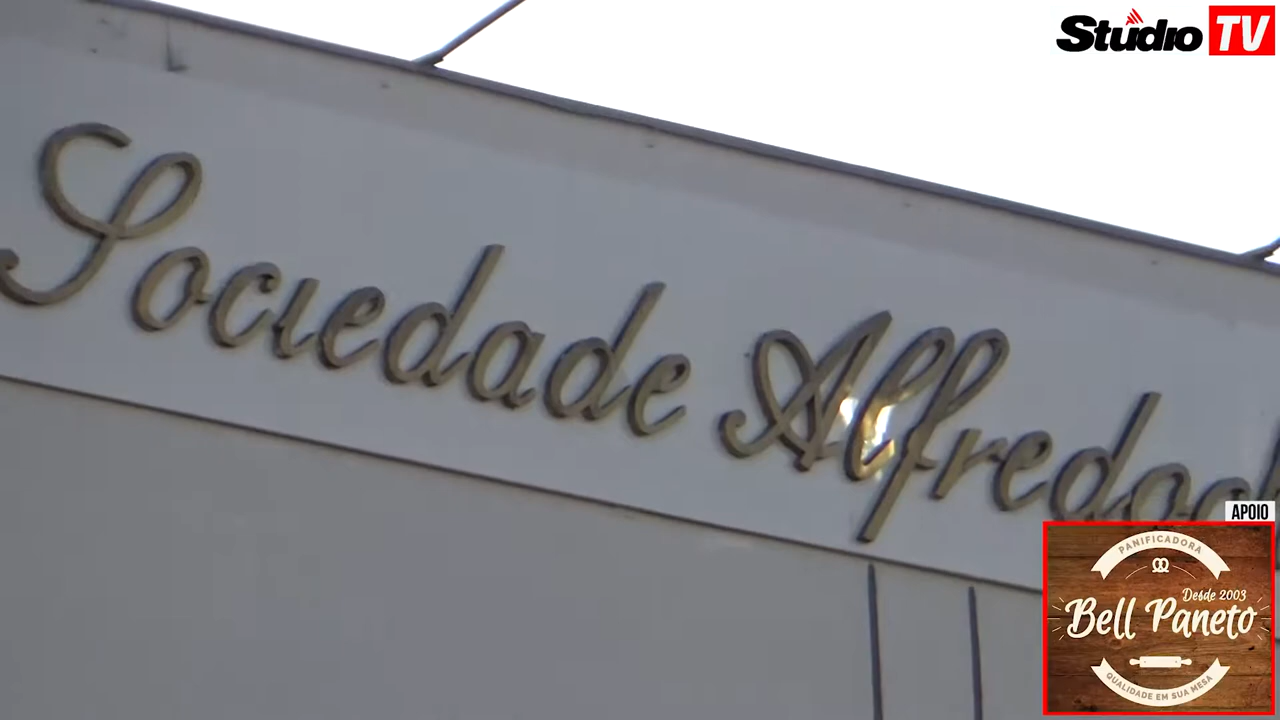 Studio TV
Sociedade Alfredo
APOIO
PANIFICADORA
Desde 2003
Bell Paneto
QUALIDADE EM SUA MESA